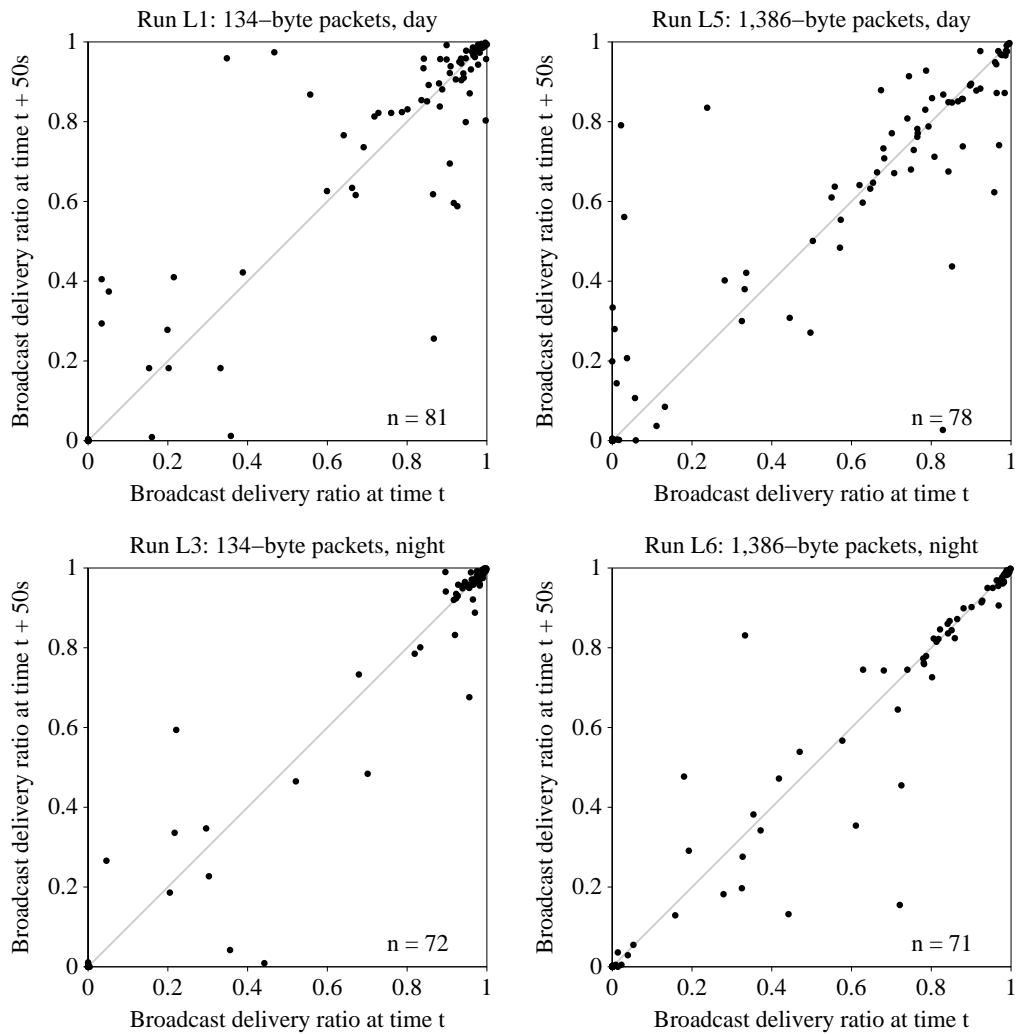 Run L1: 134−byte packets, day
Broadcast delivery ratio at time t + 50s
1
0.8
0.6
0.4
0.2
0
n = 81
0 0.2 0.4 0.6 0.8 1
Broadcast delivery ratio at time t
Run L5: 1,386−byte packets, day
Broadcast delivery ratio at time t + 50s
1
0.8
0.6
0.4
0.2
0
n = 78
0 0.2 0.4 0.6 0.8 1
Broadcast delivery ratio at time t
Run L3: 134−byte packets, night
Broadcast delivery ratio at time t + 50s
1
0.8
0.6
0.4
0.2
0
n = 72
0 0.2 0.4 0.6 0.8 1
Broadcast delivery ratio at time t
Run L6: 1,386−byte packets, night
Broadcast delivery ratio at time t + 50s
1
0.8
0.6
0.4
0.2
0
n = 71
0 0.2 0.4 0.6 0.8 1
Broadcast delivery ratio at time t